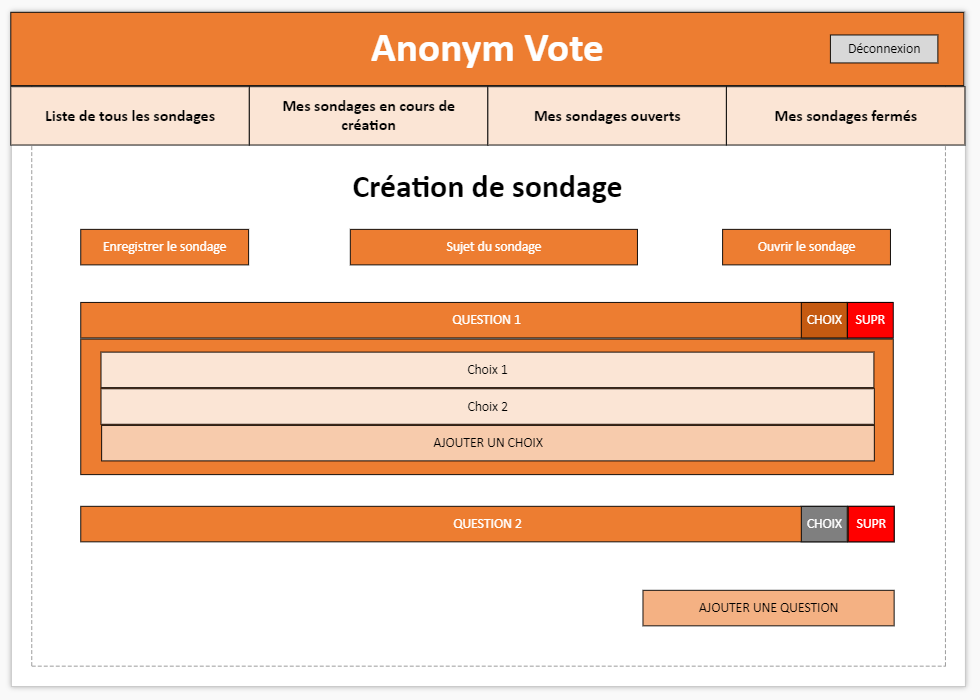 Anonym Vote
Déconnexion
Liste de tous les sondages
Mes sondages en cours de
création
Mes sondages ouverts
Mes sondages fermés
Création de sondage
Enregistrer le sondage
Sujet du sondage
Ouvrir le sondage
QUESTION 1
CHOIX
SUPR
Choix 1
Choix 2
AJOUTER UN CHOIX
QUESTION 2
CHOIX
SUPR
AJOUTER UNE QUESTION